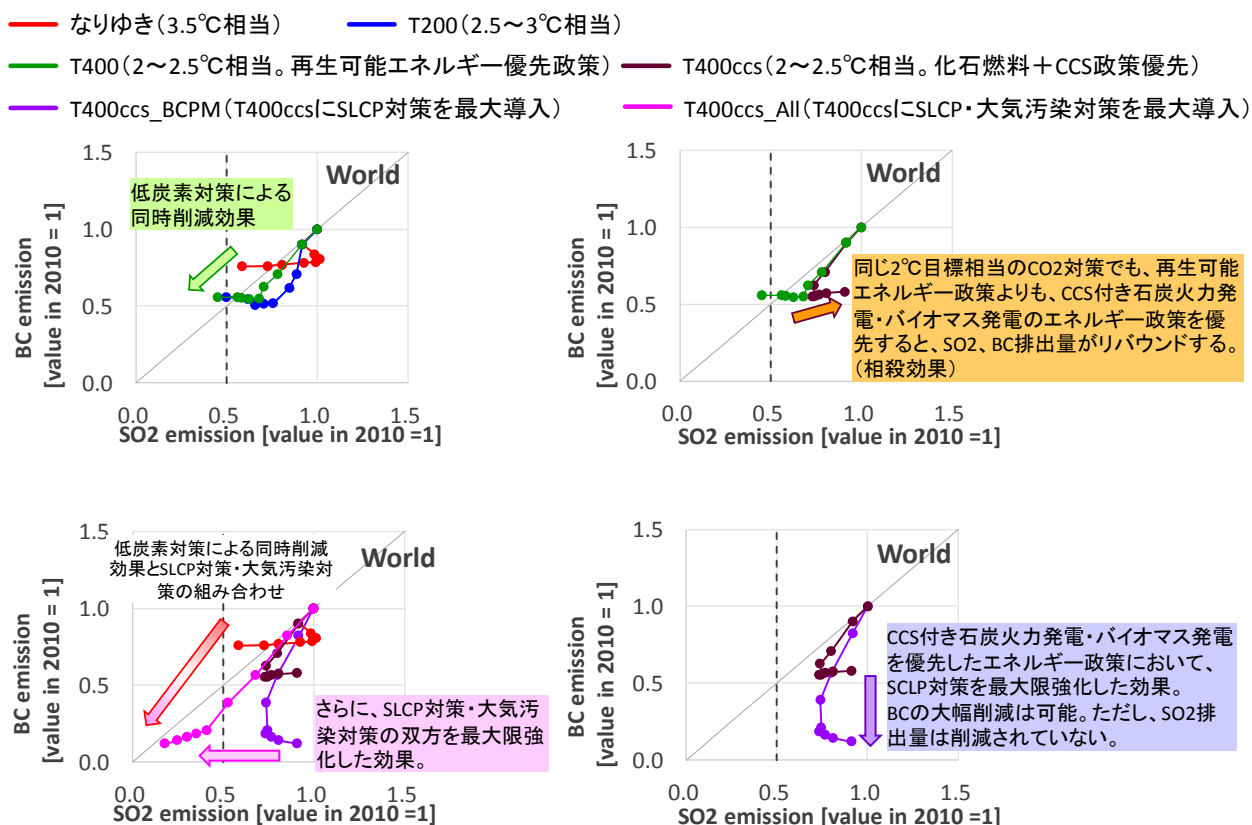 なりゆき(3.5℃相当) T200(2.5～3℃相当)
T400(2～2.5℃相当。再生可能エネルギー優先政策) T400ccs(2～2.5℃相当。化石燃料＋CCS政策優先)
T400ccs_BCPM(T400ccsにSLCP対策を最大導入) T400ccs_All(T400ccsにSLCP・大気汚染対策を最大導入)
BC emission
[value in 2010 = 1]
1.5
1.0
0.5
0.0
World
低炭素対策による
同時削減効果
0.0 0.5 1.0 1.5
SO2 emission [value in 2010 =1]
BC emission
[value in 2010 = 1]
1.5
1.0
0.5
0.0
World
同じ2℃目標相当のCO2対策でも、再生可能
エネルギー政策よりも、CCS付き石炭火力発
電・バイオマス発電のエネルギー政策を優
先すると、SO2、BC排出量がリバウンドする。
(相殺効果)
0.0 0.5 1.0 1.5
SO2 emission [value in 2010 =1]
BC emission
[value in 2010 = 1]
1.5
1.0
0.5
0.0
低炭素対策による同時削減
効果とSLCP対策・大気汚染対
策の組み合わせ
World
さらに、SLCP対策・大気汚
染対策の双方を最大限強
化した効果。
0.0 0.5 1.0 1.5
SO2 emission [value in 2010 =1]
BC emission
[value in 2010 = 1]
1.5
1.0
0.5
0.0
World
CCS付き石炭火力発電・バイオマス発電
を優先したエネルギー政策において、
SCLP対策を最大限強化した効果。
BCの大幅削減は可能。ただし、SO2排
出量は削減されていない。
0.0 0.5 1.0 1.5
SO2 emission [value in 2010 =1]